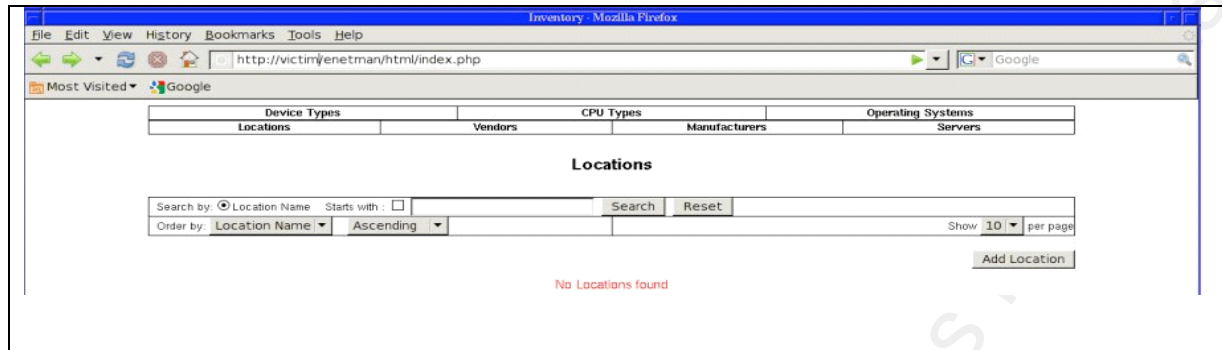 Inventory - Mozilla Firefox
File Edit View History Bookmarks Tools Help
http://victim/enetman/html/index.php G Google
Most Visited Google
Device Types CPU Types Operating Systems
Locations Vendors Manufacturers Servers
Locations
Search by: Location Name Starts with : Search Reset
Order by: Location Name Ascending Show 10 per page
Add Location
No Locations found